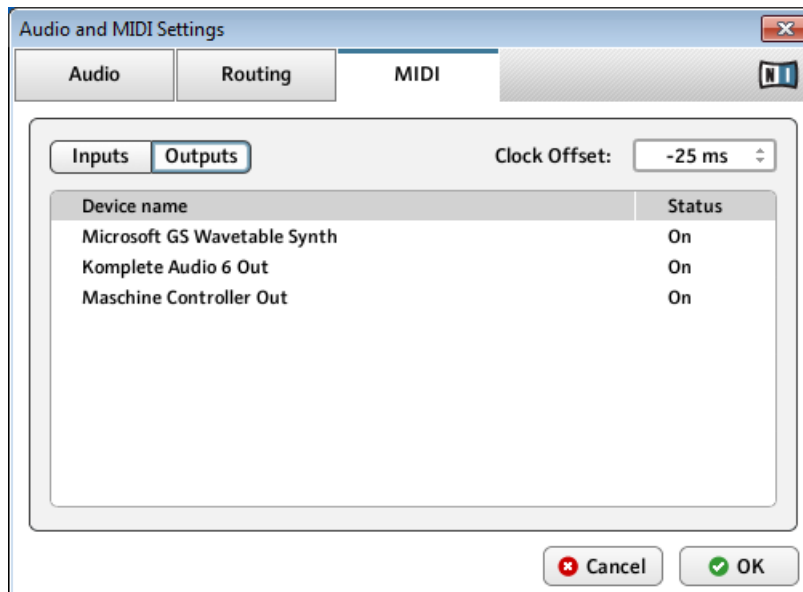 Audio and MIDI Settings
Audio Routing MIDI NI
Inputs Outputs Clock Offset: -25 ms
Device name Status
Microsoft GS Wavetable Synth On
Komplete Audio 6 Out On
Maschine Controller Out On
Cancel OK